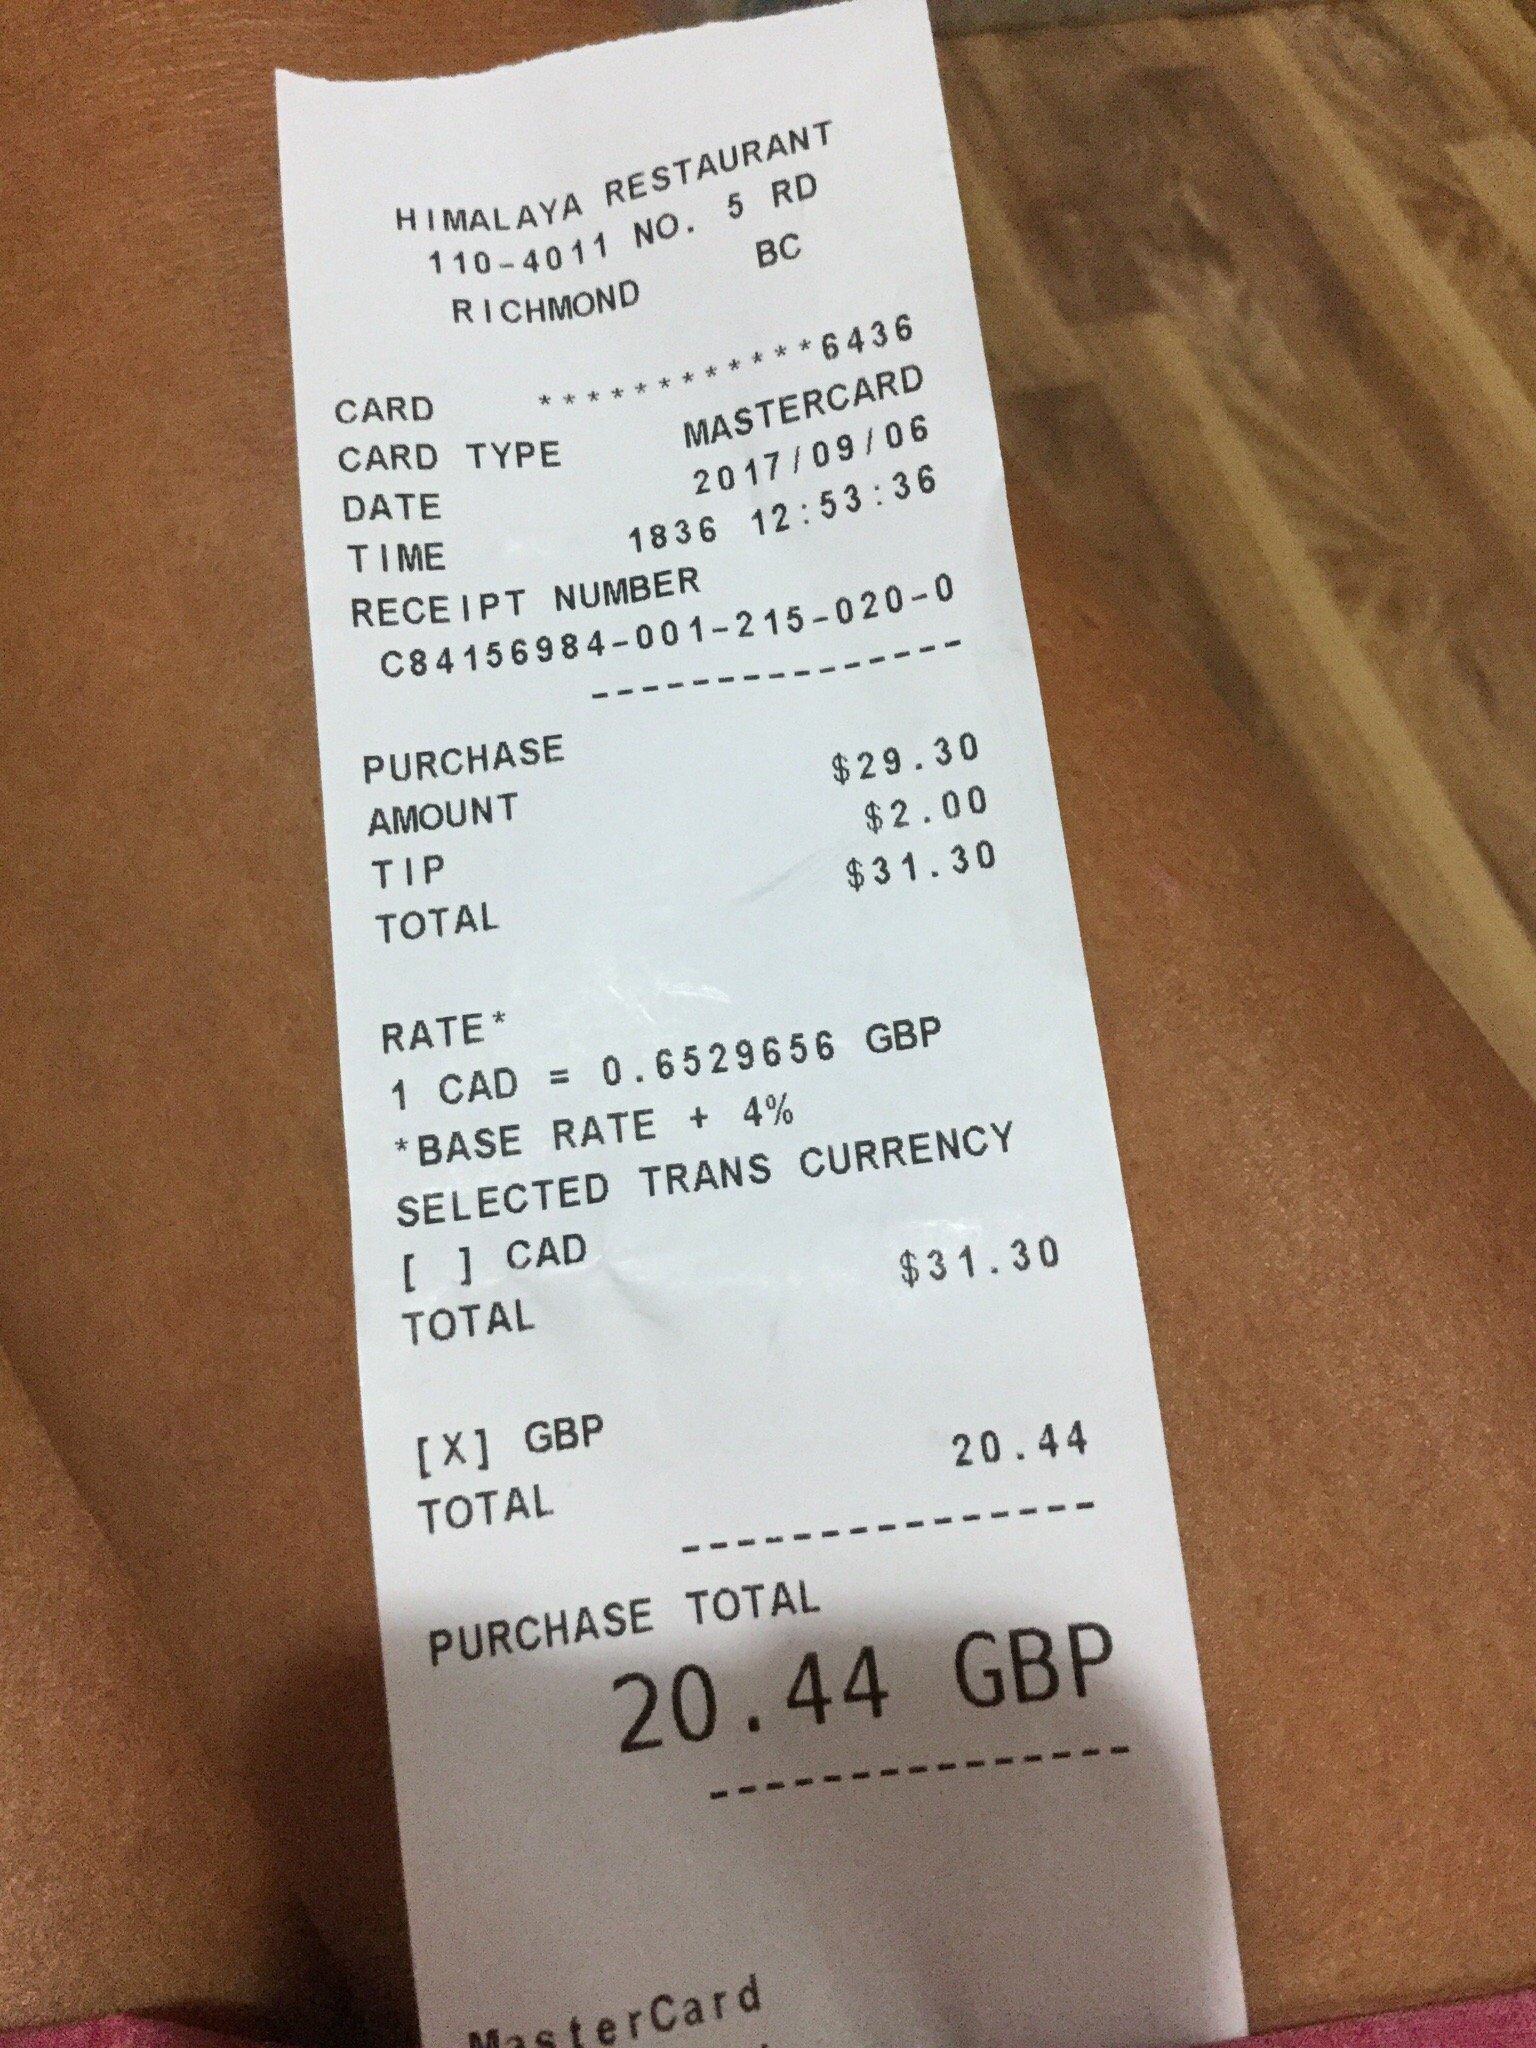 HIMALAYA RESTAURANT
110-4011 NO. 5 RD
RICHMOND BC
CARD ************6436
CARD TYPE MASTERCARD
DATE 2017/09/06
TIME 1836 12:53:36
RECEIPT NUMBER
C84156984-001-215-020-0
---------------
PURCHASE
AMOUNT $29.30
TIP $2.00
TOTAL $31.30
RATE*
1 CAD = 0.6529656 GBP
*BASE RATE + 4%
SELECTED TRANS CURRENCY
[ ] CAD
TOTAL $31.30
[X] GBP
TOTAL 20.44
---------------
PURCHASE TOTAL
20.44 GBP
---------------
MasterCard